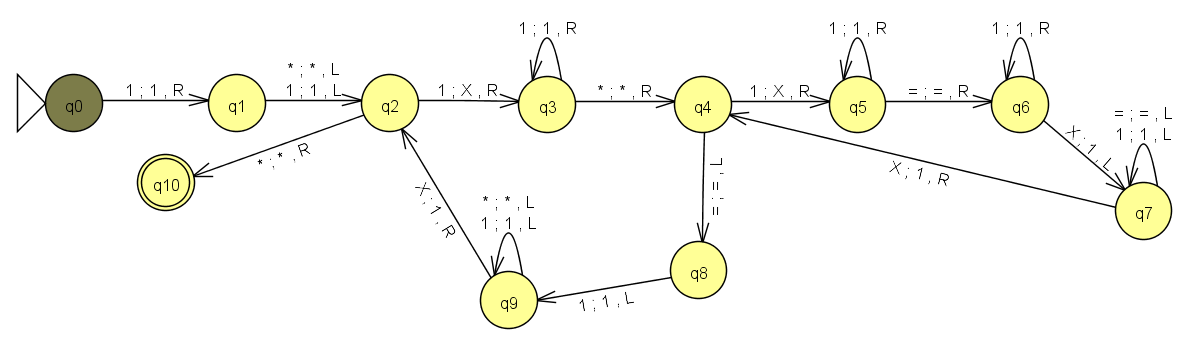 1 ; 1 , R
1 ; 1 , R
1 ; 1 , R
* ; * , L
1 ; 1 , R
1 ; 1 , L
1 ; X , R
* ; * , R
1 ; X , R
= ; = , R
q0
q1
q2
q3
q4
q5
q6
= ; = , L
1 ; 1 , L
X ; 1 , L
* ; * , R
q10
X ; 1 , R
= ; = , L
X ; 1 , R
* ; * , L
1 ; 1 , L
q7
q8
q9
1 ; 1 , L